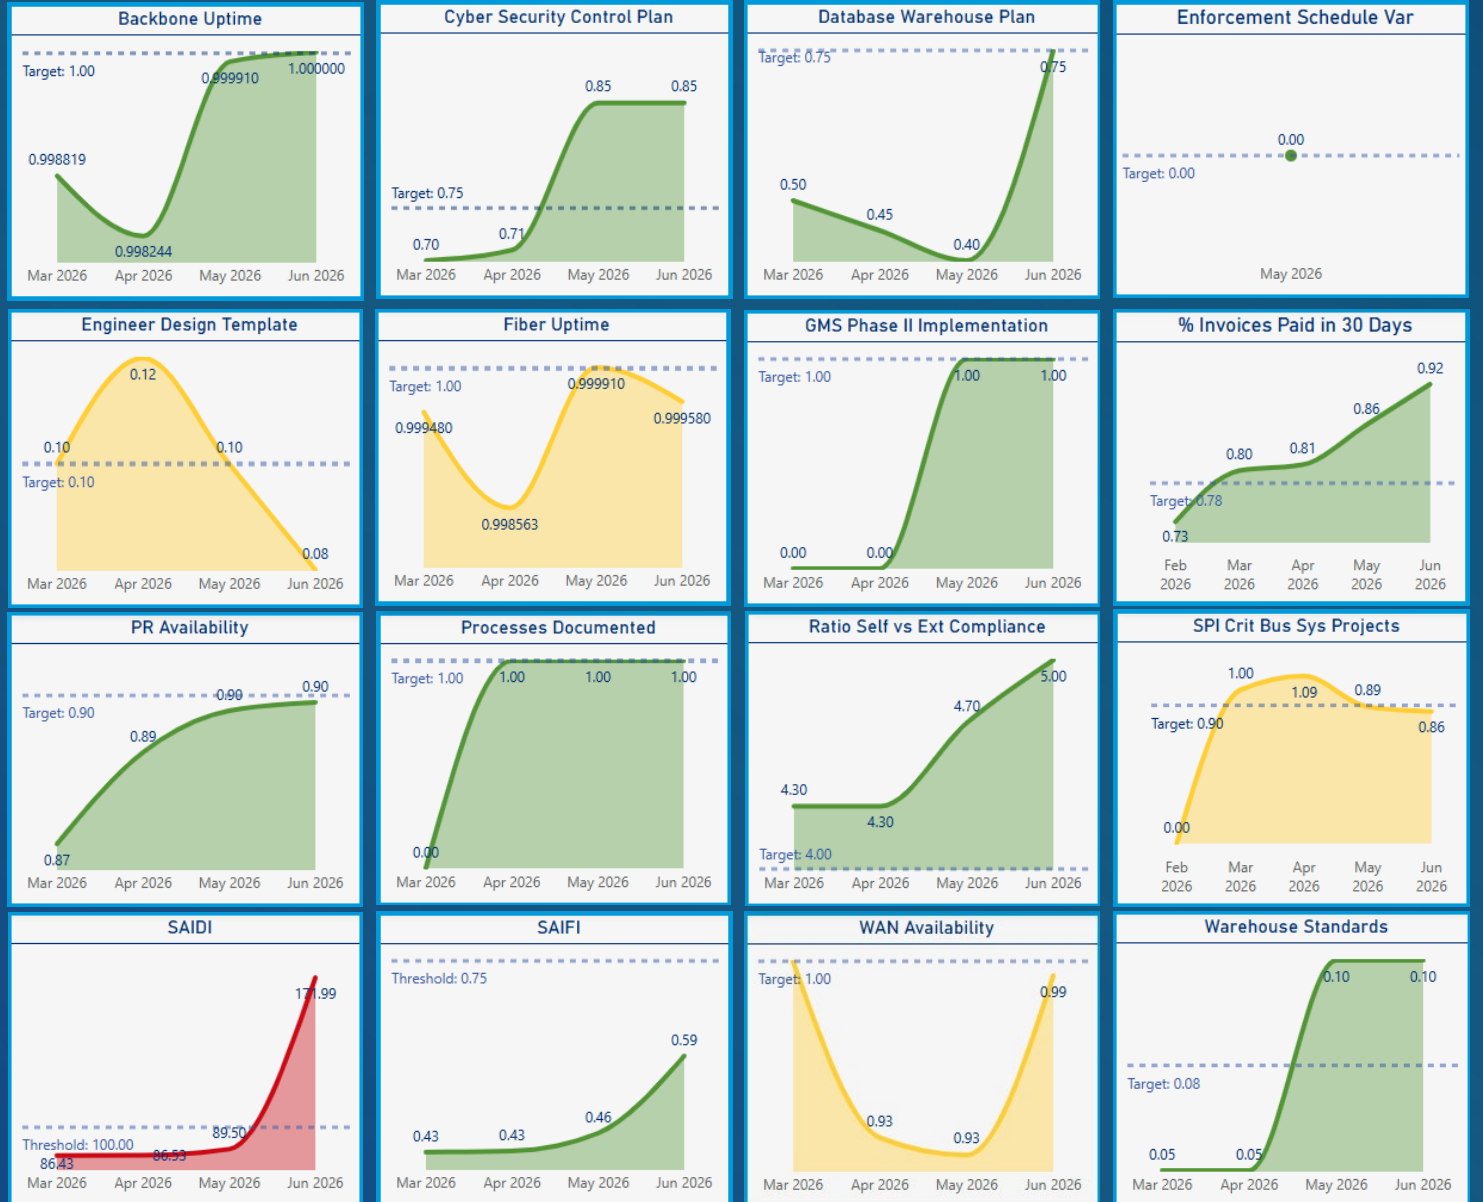 Backbone Uptime
Target: 1.00
0.998819
0.998244
0.999910
1.000000
Mar 2026 Apr 2026 May 2026 Jun 2026
Cyber Security Control Plan
Target: 0.75
0.70
0.71
0.85
0.85
Mar 2026 Apr 2026 May 2026 Jun 2026
Database Warehouse Plan
Target: 0.75
0.50
0.45
0.40
0.75
Mar 2026 Apr 2026 May 2026 Jun 2026
Enforcement Schedule Var
0.00
Target: 0.00
May 2026
Engineer Design Template
0.10
0.12
0.10
0.08
Target: 0.10
Mar 2026 Apr 2026 May 2026 Jun 2026
Fiber Uptime
Target: 1.00
0.999480
0.998563
0.999910
0.999580
Mar 2026 Apr 2026 May 2026 Jun 2026
GMS Phase II Implementation
Target: 1.00
0.00
0.00
1.00
1.00
Mar 2026 Apr 2026 May 2026 Jun 2026
% Invoices Paid in 30 Days
Target: 0.78
0.73
0.80
0.81
0.86
0.92
Feb 2026 Mar 2026 Apr 2026 May 2026 Jun 2026
PR Availability
Target: 0.90
0.87
0.89
0.90
0.90
Mar 2026 Apr 2026 May 2026 Jun 2026
Processes Documented
Target: 1.00
0.00
1.00
1.00
1.00
Mar 2026 Apr 2026 May 2026 Jun 2026
Ratio Self vs Ext Compliance
4.30
4.30
4.70
5.00
Target: 4.00
Mar 2026 Apr 2026 May 2026 Jun 2026
SPI Crit Bus Sys Projects
Target: 0.90
0.00
1.00
1.09
0.89
0.86
Feb 2026 Mar 2026 Apr 2026 May 2026 Jun 2026
SAIDI
Threshold: 100.00
86.43
86.53
89.50
171.99
Mar 2026 Apr 2026 May 2026 Jun 2026
SAIFI
Threshold: 0.75
0.43
0.43
0.46
0.59
Mar 2026 Apr 2026 May 2026 Jun 2026
WAN Availability
Target: 1.00
0.93
0.93
0.99
Mar 2026 Apr 2026 May 2026 Jun 2026
Warehouse Standards
Target: 0.08
0.05
0.05
0.10
0.10
Mar 2026 Apr 2026 May 2026 Jun 2026